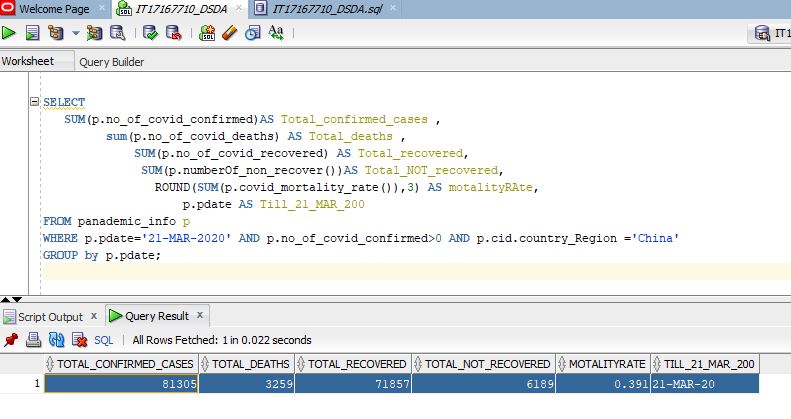 Welcome Page × IT17167710_DSDA × IT17167710_DSDA.sql ×
SQL Aa IT1
Worksheet Query Builder
SELECT
SUM(p.no_of_covid_confirmed)AS Total_confirmed_cases ,
sum(p.no_of_covid_deaths) AS Total_deaths ,
SUM(p.no_of_covid_recovered) AS Total_recovered,
SUM(p.numberOf_non_recover())AS Total_NOT_recovered,
ROUND(SUM(p.covid_mortality_rate()),3) AS motalityRAte,
p.pdate AS Till_21_MAR_200
FROM panademic_info p
WHERE p.pdate='21-MAR-2020' AND p.no_of_covid_confirmed>0 AND p.cid.country_Region ='China'
GROUP by p.pdate;
Script Output × Query Result ×
SQL | All Rows Fetched: 1 in 0.022 seconds
TOTAL_CONFIRMED_CASES TOTAL_DEATHS TOTAL_RECOVERED TOTAL_NOT_RECOVERED MOTALITYRATE TILL_21_MAR_200
1 81305 3259 71857 6189 0.391 21-MAR-20